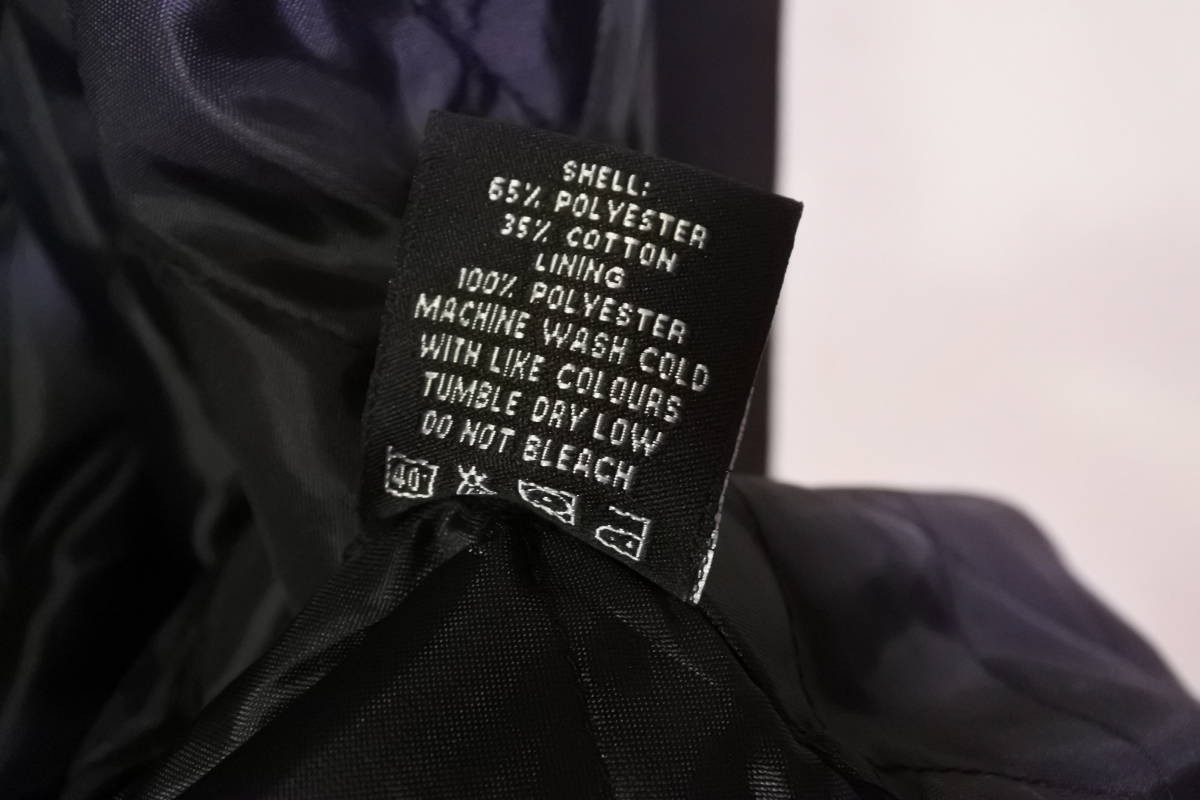 SHELL:
65% POLYESTER
35% COTTON
LINING
100% POLYESTER
MACHINE WASH COLD
WITH LIKE COLOURS
TUMBLE DRY LOW
DO NOT BLEACH
40°